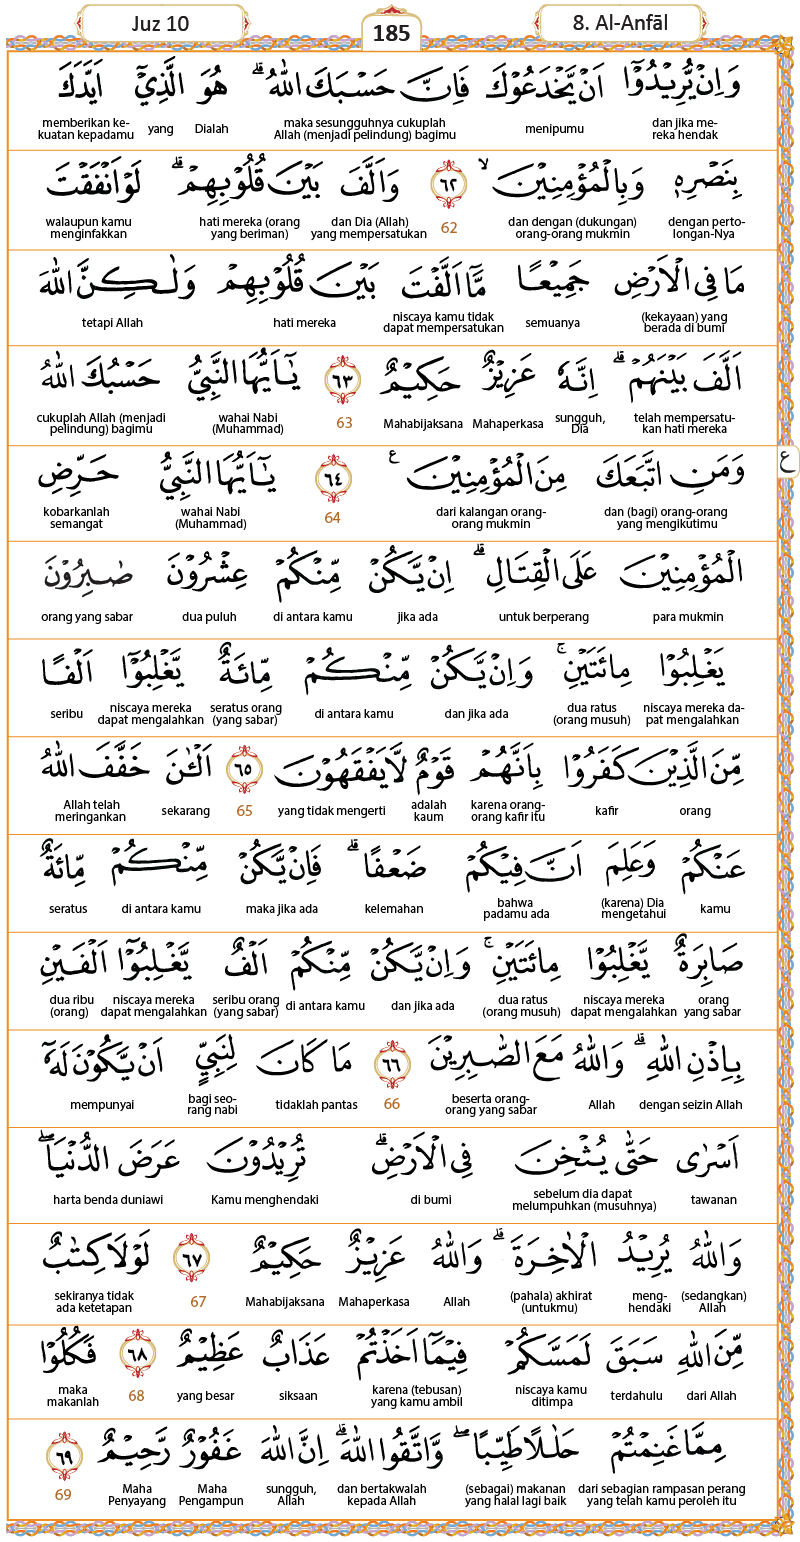 Juz 10
185
8. Al-Anfāl
وَاِنْ يُّرِيْدُوْٓا اَنْ يَّخْدَعُوْكَ فَاِنَّ حَسْبَكَ اللّٰهُ ۗ هُوَ الَّذِيْٓ اَيَّدَكَ
dan jika me-
reka hendak
menipumu
maka sesungguhnya cukuplah
Allah (menjadi pelindung) bagimu
Dialah
yang
memberikan ke-
kuatan kepadamu
بِنَصْرِهٖ وَبِالْمُؤْمِنِيْنَ ۙ ٦٢ وَاَلَّفَ بَيْنَ قُلُوْبِهِمْ ۗ لَوْ اَنْفَقْتَ
dengan perto-
longan-Nya
dan dengan (dukungan)
orang-orang mukmin
62
dan Dia (Allah)
yang mempersatukan
hati mereka (orang
yang beriman)
walaupun kamu
menginfakkan
مَا فِى الْاَرْضِ جَمِيْعًا مَّآ اَلَّفْتَ بَيْنَ قُلُوْبِهِمْ وَلٰكِنَّ اللّٰهَ
(kekayaan) yang
berada di bumi
semuanya
niscaya kamu tidak
dapat mempersatukan
hati mereka
tetapi Allah
اَلَّفَ بَيْنَهُمْ ۗ اِنَّهٗ عَزِيْزٌ حَكِيْمٌ ٦٣ يٰٓاَيُّهَا النَّبِيُّ حَسْبُكَ اللّٰهُ
telah mempersatu-
kan hati mereka
sungguh,
Dia
Mahaperkasa
Mahabijaksana
63
wahai Nabi
(Muhammad)
cukuplah Allah (menjadi
pelindung) bagimu
ع
وَمَنِ اتَّبَعَكَ مِنَ الْمُؤْمِنِيْنَ ࣖ ٦٤ يٰٓاَيُّهَا النَّبِيُّ حَرِّضِ
dan (bagi) orang-orang
yang mengikutimu
dari kalangan orang-
orang mukmin
64
wahai Nabi
(Muhammad)
kobarkanlah
semangat
الْمُؤْمِنِيْنَ عَلَى الْقِتَالِ ۗ اِنْ يَّكُنْ مِّنْكُمْ عِشْرُوْنَ صٰبِرُوْنَ
para mukmin
untuk berperang
jika ada
di antara kamu
dua puluh
orang yang sabar
يَغْلِبُوْا مِائَتَيْنِ ۚ وَاِنْ يَّكُنْ مِّنْكُمْ مِّائَةٌ يَّغْلِبُوْٓا اَلْفًا
niscaya mereka da-
pat mengalahkan
dua ratus
(orang musuh)
dan jika ada
di antara kamu
seratus orang
(yang sabar)
niscaya mereka
dapat mengalahkan
seribu
مِّنَ الَّذِيْنَ كَفَرُوْا بِاَنَّهُمْ قَوْمٌ لَّا يَفْقَهُوْنَ ٦٥ اَلْـٰٔنَ خَفَّفَ اللّٰهُ
orang
kafir
karena orang-
orang kafir itu
adalah
kaum
yang tidak mengerti
65
sekarang
Allah telah
meringankan
عَنْكُمْ وَعَلِمَ اَنَّ فِيْكُمْ ضَعْفًا ۗ فَاِنْ يَّكُنْ مِّنْكُمْ مِّائَةٌ
kamu
(karena) Dia
mengetahui
bahwa
padamu ada
kelemahan
maka jika ada
di antara kamu
seratus
صَابِرَةٌ يَّغْلِبُوْا مِائَتَيْنِ ۚ وَاِنْ يَّكُنْ مِّنْكُمْ اَلْفٌ يَّغْلِبُوْٓا اَلْفَيْنِ
orang
yang sabar
niscaya mereka
dapat mengalahkan
dua ratus
(orang musuh)
dan jika ada
di antara kamu
seribu orang
(yang sabar)
niscaya mereka
dapat mengalahkan
dua ribu
(orang)
بِاِذْنِ اللّٰهِ ۗ وَاللّٰهُ مَعَ الصّٰبِرِيْنَ ٦٦ مَا كَانَ لِنَبِيٍّ اَنْ يَّكُوْنَ لَهٗٓ
dengan seizin Allah
Allah
beserta orang-
orang yang sabar
66
tidaklah pantas
bagi seo-
rang nabi
mempunyai
اَسْرٰى حَتّٰى يُثْخِنَ فِى الْاَرْضِۗ تُرِيْدُوْنَ عَرَضَ الدُّنْيَاۖ
tawanan
sebelum dia dapat
melumpuhkan (musuhnya)
di bumi
Kamu menghendaki
harta benda duniawi
وَاللّٰهُ يُرِيْدُ الْاٰخِرَةَ ۗ وَاللّٰهُ عَزِيْزٌ حَكِيْمٌ ٦٧ لَوْلَا كِتٰبٌ
(sedangkan)
Allah
meng-
hendaki
(pahala) akhirat
(untukmu)
Allah
Mahaperkasa
Mahabijaksana
67
sekiranya tidak
ada ketetapan
مِّنَ اللّٰهِ سَبَقَ لَمَسَّكُمْ فِيْمَآ اَخَذْتُمْ عَذَابٌ عَظِيْمٌ ٦٨ فَكُلُوْا
dari Allah
terdahulu
niscaya kamu
ditimpa
karena (tebusan)
yang kamu ambil
siksaan
yang besar
68
maka
makanlah
مِمَّا غَنِمْتُمْ حَلٰلًا طَيِّبًا ۖ وَّاتَّقُوا اللّٰهَ ۗ اِنَّ اللّٰهَ غَفُوْرٌ رَّحِيْمٌ ٦٩
dari sebagian rampasan perang
yang telah kamu peroleh itu
(sebagai) makanan
yang halal lagi baik
dan bertakwalah
kepada Allah
sungguh,
Allah
Maha
Pengampun
Maha
Penyayang
69